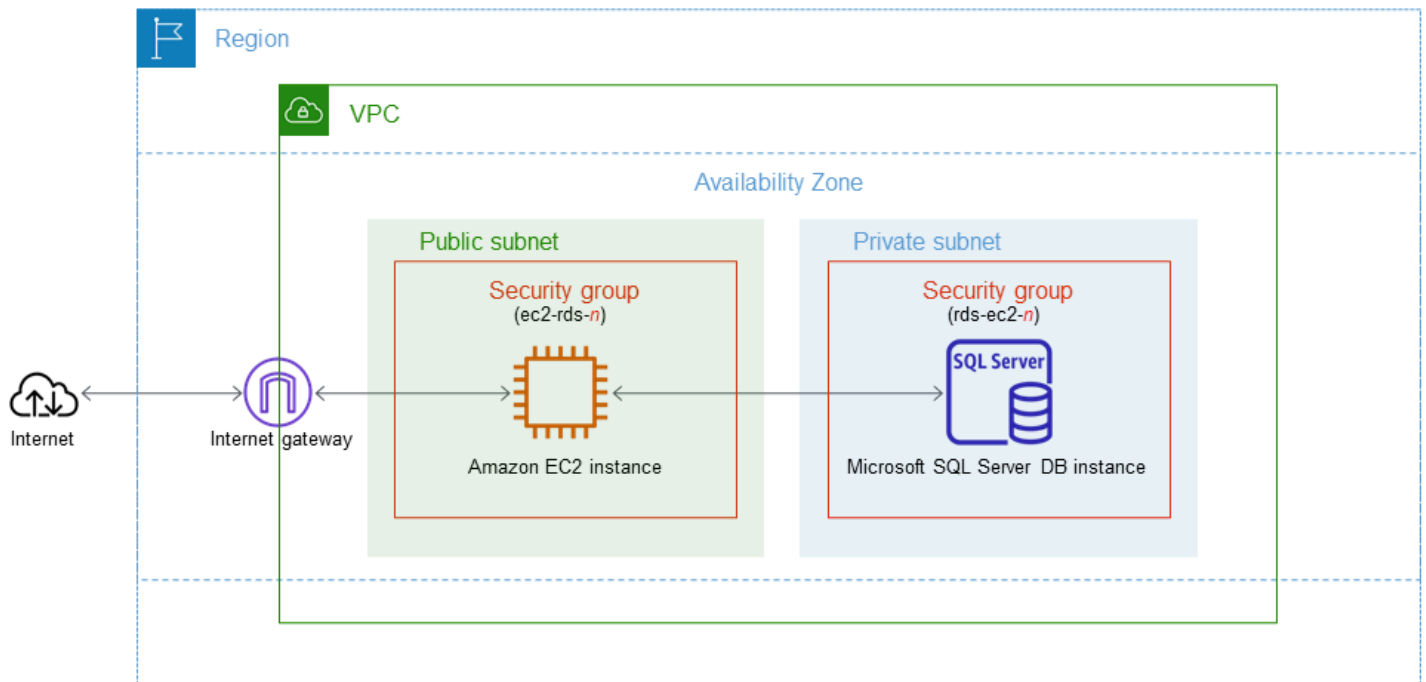 Region
VPC
Availability Zone
Public subnet
Private subnet
Security group
(ec2-rds-n)
Security group
(rds-ec2-n)
SQL Server
Internet
Internet gateway
Amazon EC2 instance
Microsoft SQL Server DB instance